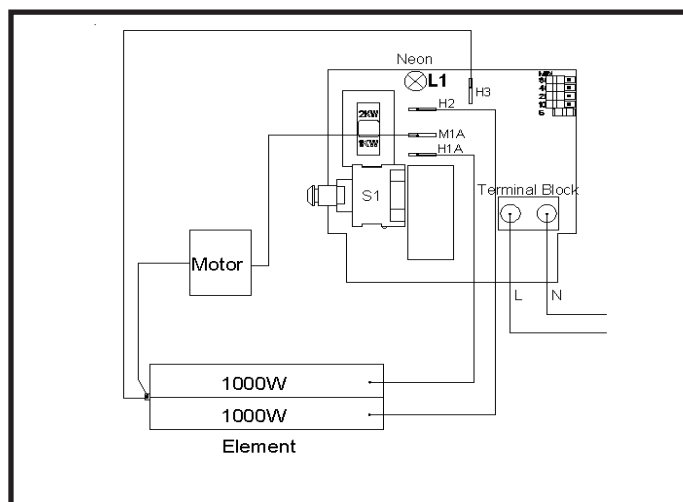 Neon
L1
H3
H2
2KW
M1A
1KW
H1A
S1
Terminal Block
Motor
L
N
1000W
1000W
Element